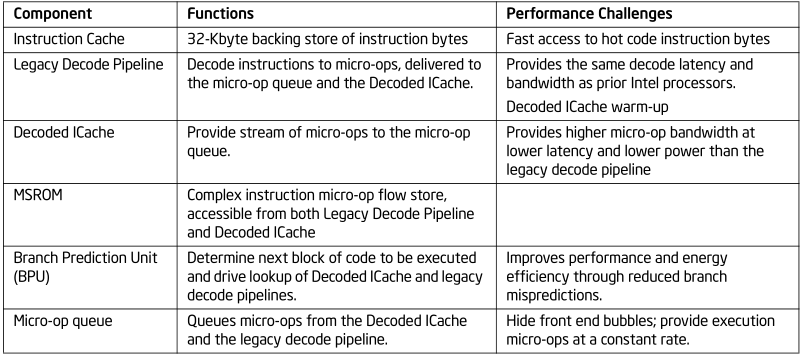 Component Functions Performance Challenges
Instruction Cache 32-Kbyte backing store of instruction bytes Fast access to hot code instruction bytes
Legacy Decode Pipeline Decode instructions to micro-ops, delivered to Provides the same decode latency and
the micro-op queue and the Decoded ICache. bandwidth as prior Intel processors.
Decoded ICache warm-up
Decoded ICache Provide stream of micro-ops to the micro-op Provides higher micro-op bandwidth at
queue. lower latency and lower power than the
legacy decode pipeline
MSROM Complex instruction micro-op flow store,
accessible from both Legacy Decode Pipeline
and Decoded ICache
Branch Prediction Unit Determine next block of code to be executed Improves performance and energy
(BPU) and drive lookup of Decoded ICache and legacy efficiency through reduced branch
decode pipelines. mispredictions.
Micro-op queue Queues micro-ops from the Decoded ICache Hide front end bubbles; provide execution
and the legacy decode pipeline. micro-ops at a constant rate.